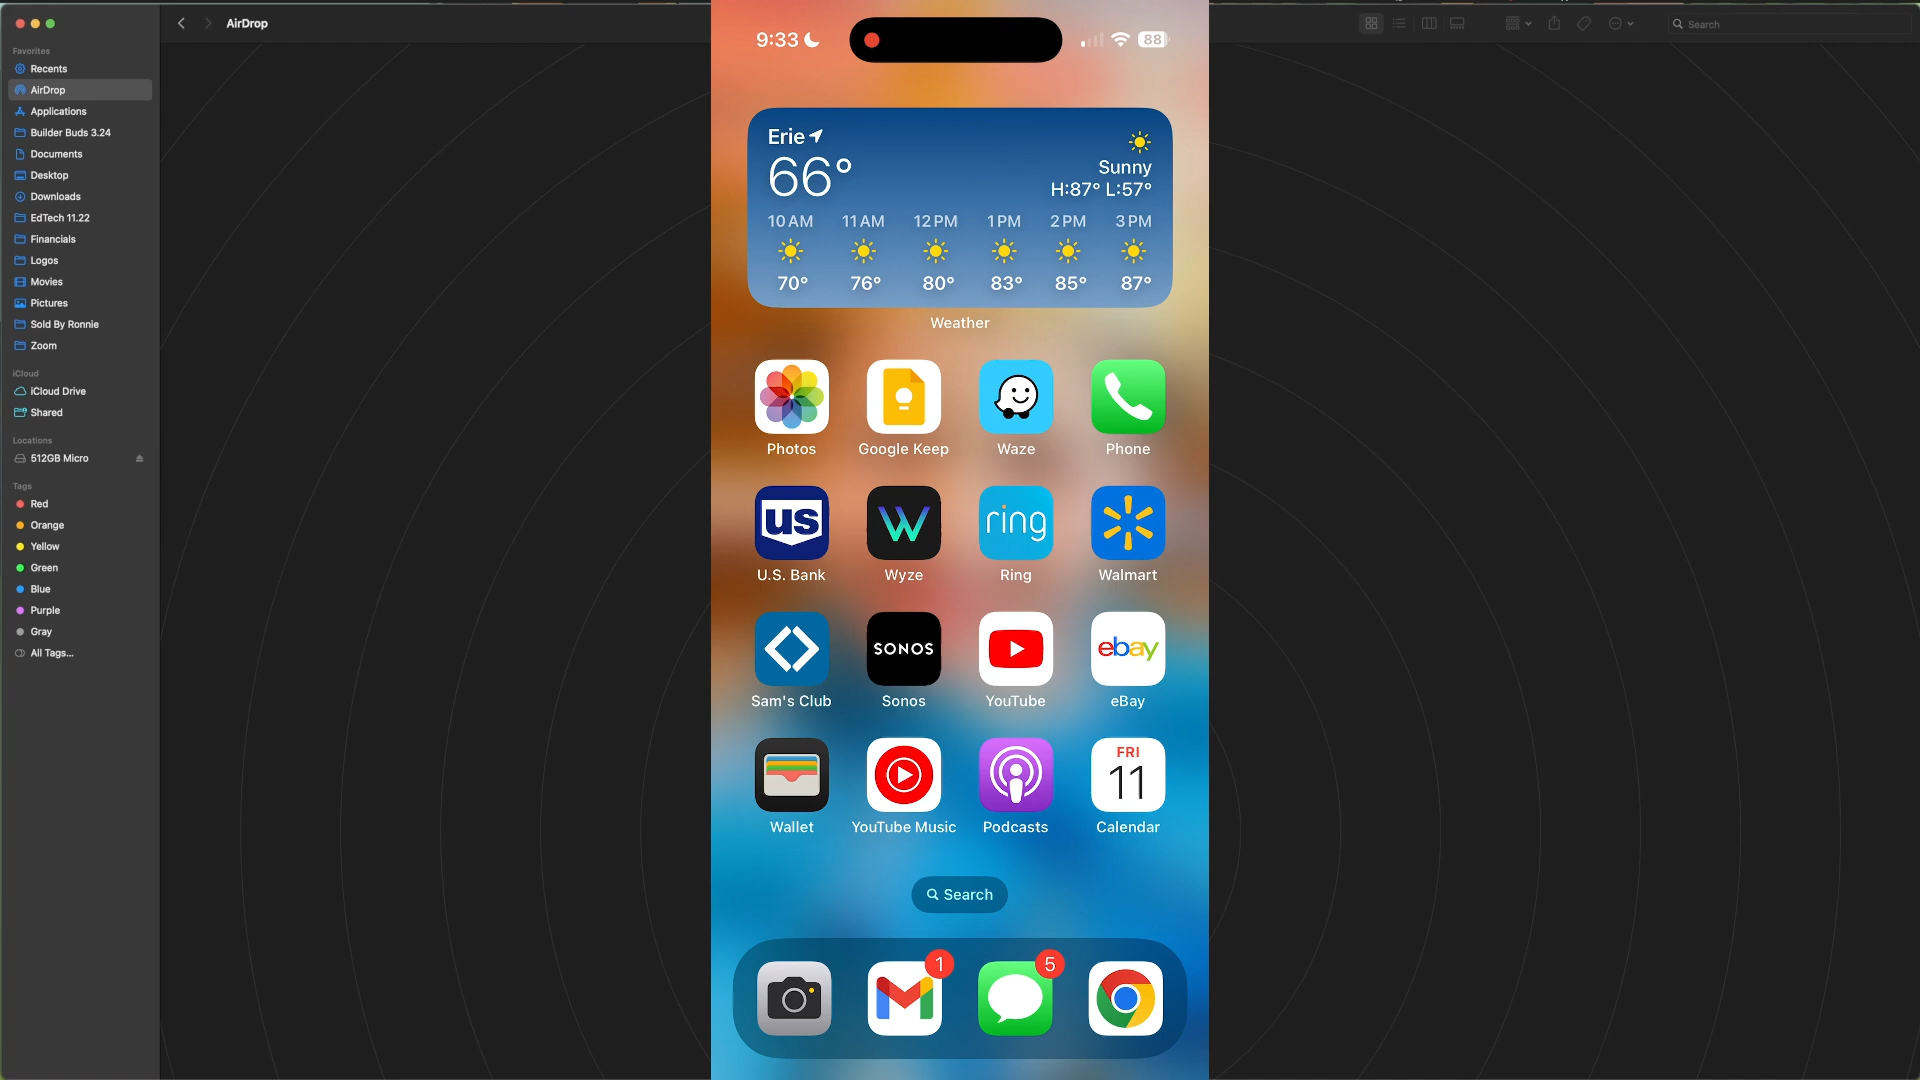 AirDrop
Search
Favorites
Recents
AirDrop
Applications
Builder Buds 3.24
Documents
Desktop
Downloads
EdTech 11.22
Financials
Logos
Movies
Pictures
Sold By Ronnie
Zoom
iCloud
iCloud Drive
Shared
Locations
512GB Micro
Tags
Red
Orange
Yellow
Green
Blue
Purple
Gray
All Tags...
9:33
88
Erie
66°
Sunny
H:87° L:57°
10 AM 11 AM 12 PM 1 PM 2 PM 3 PM
70° 76° 80° 83° 85° 87°
Weather
Photos Google Keep Waze Phone
us ring
U.S. Bank Wyze Ring Walmart
SONOS ebay
Sam's Club Sonos YouTube eBay
FRI
11
Wallet YouTube Music Podcasts Calendar
Search
1 5